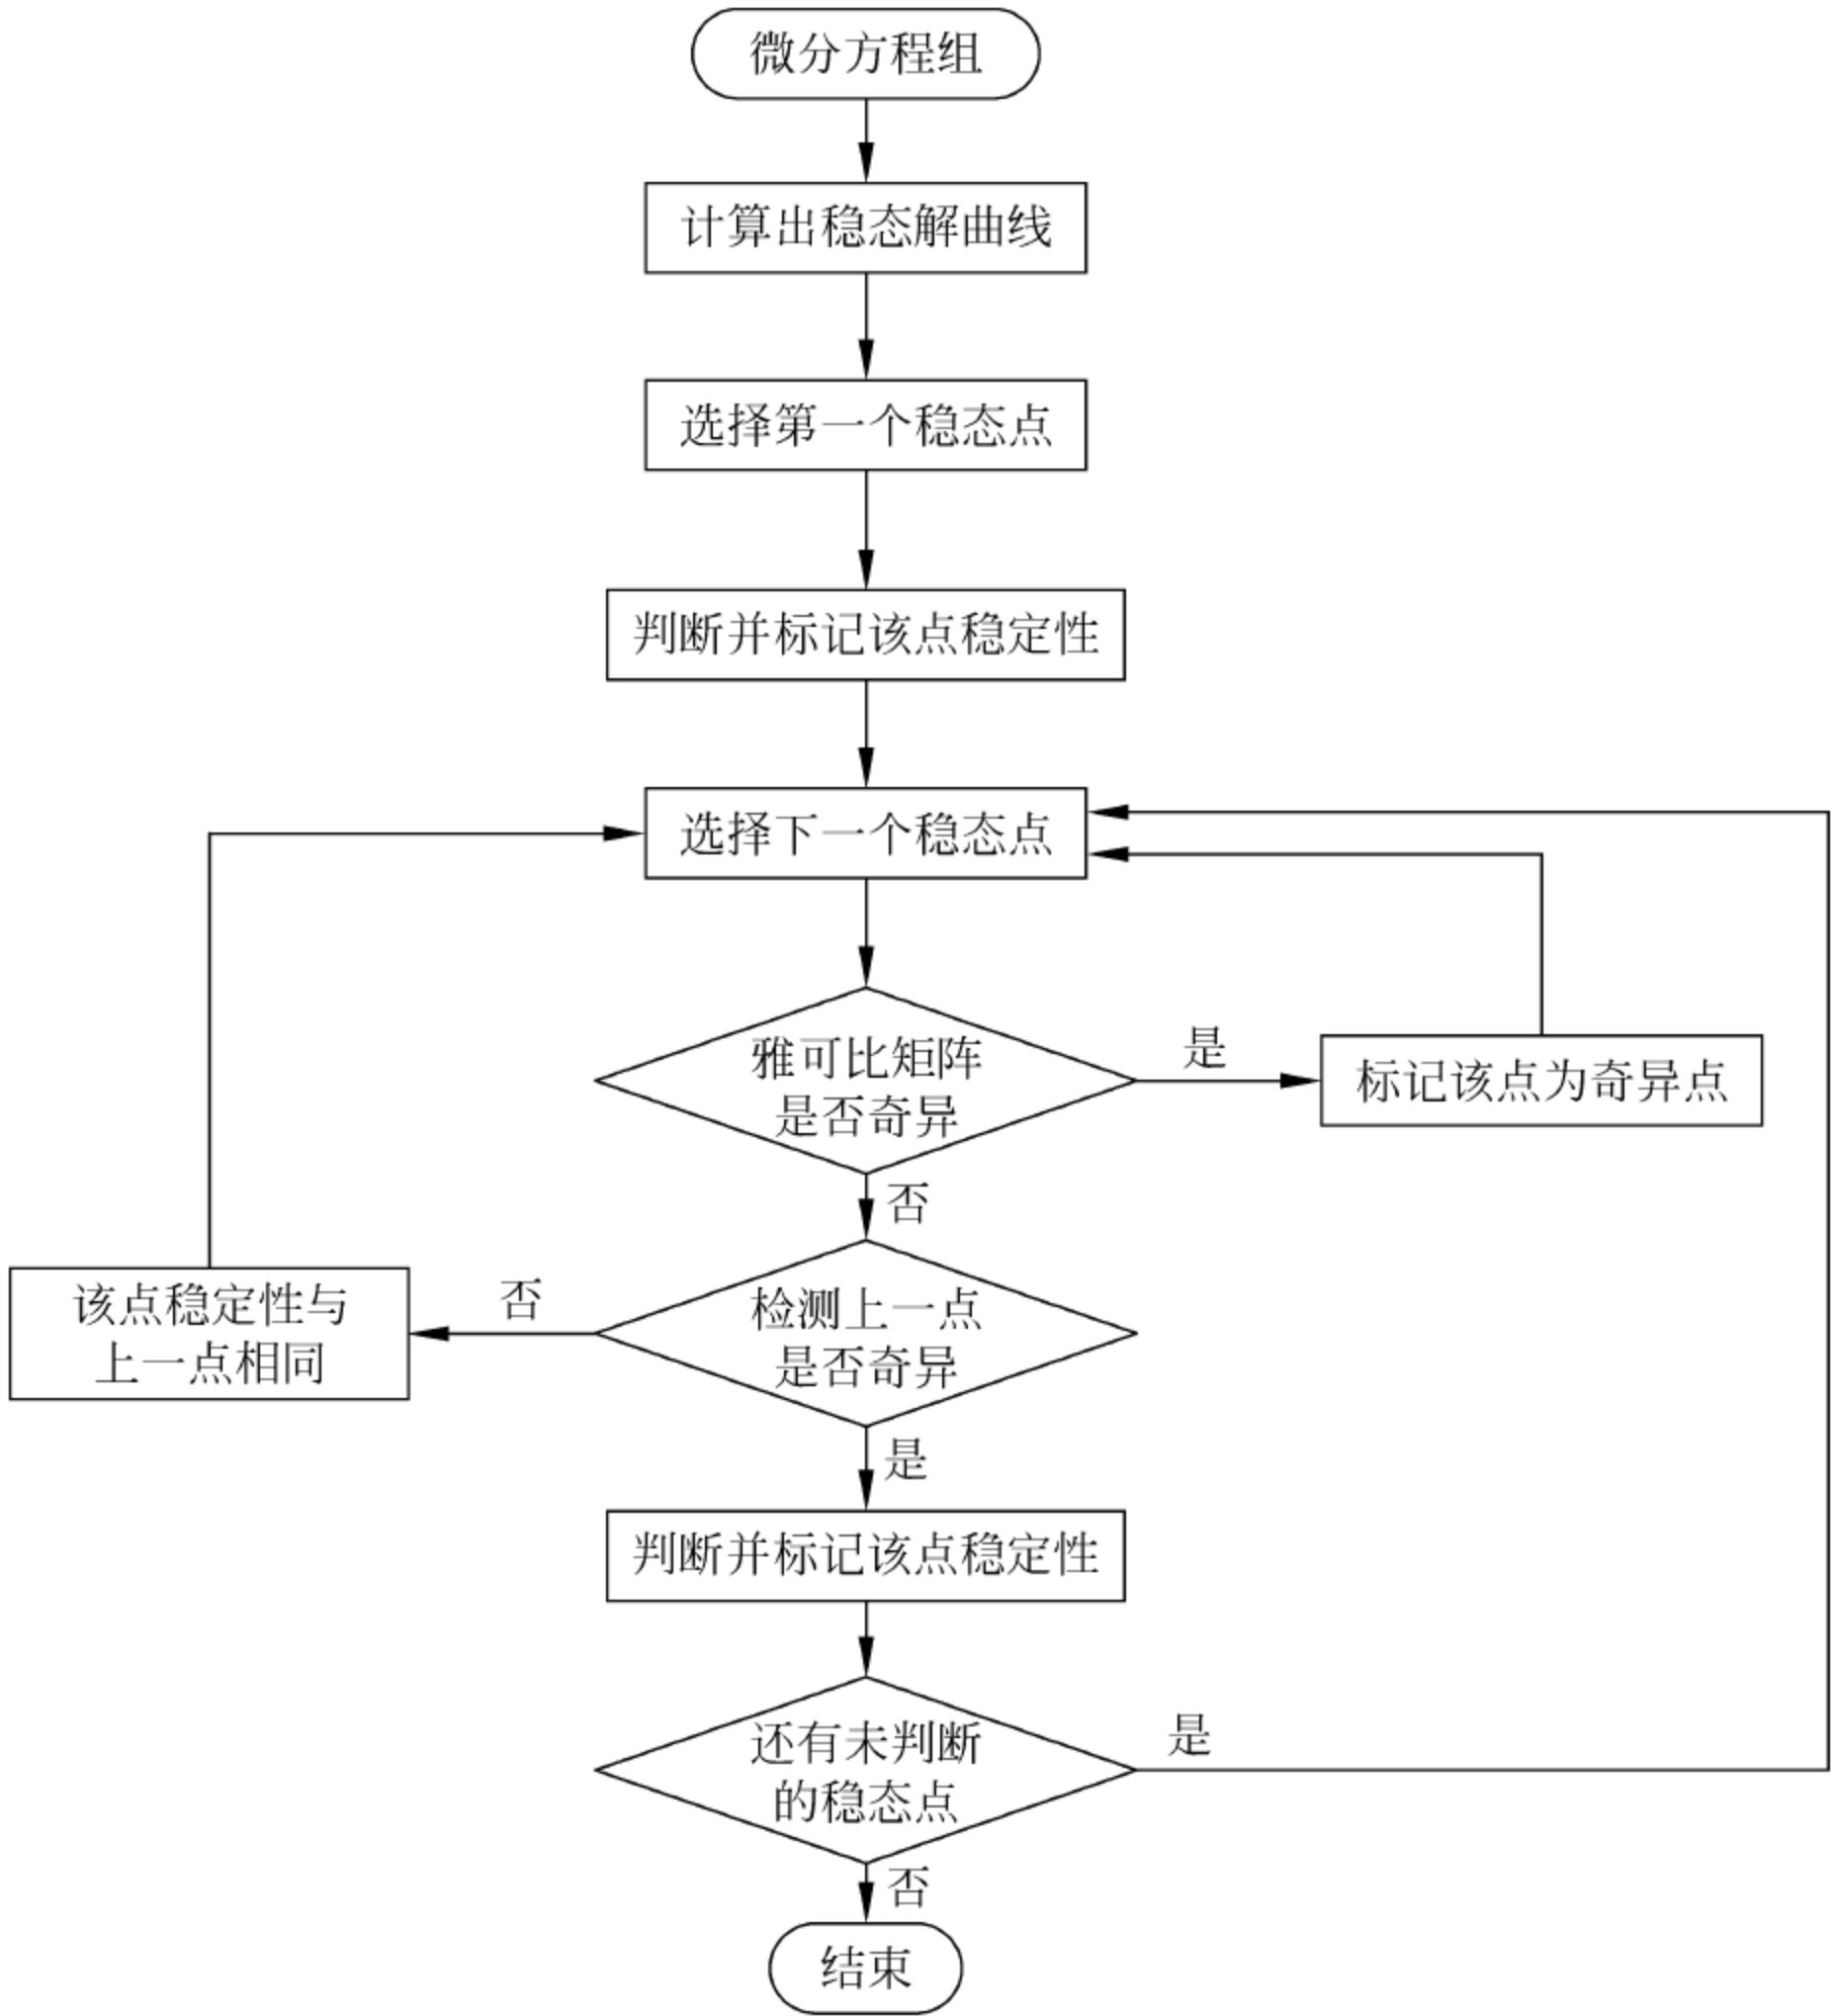 微分方程组
计算出稳态解曲线
选择第一个稳态点
判断并标记该点稳定性
选择下一个稳态点
雅可比矩阵
是否奇异
是
标记该点为奇异点
否
检测上一点
是否奇异
否
该点稳定性与
上一点相同
是
判断并标记该点稳定性
还有未判断
的稳态点
是
否
结束